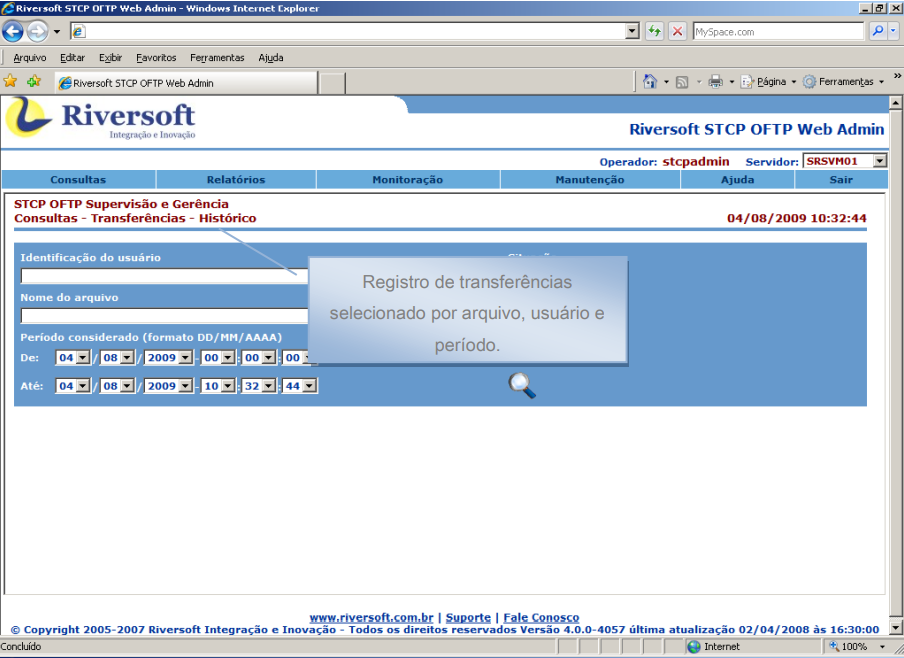 Riversoft STCP OFTP Web Admin - Windows Internet Explorer
MySpace.com
Arquivo Editar Exibir Favoritos Ferramentas Ajuda
Riversoft STCP OFTP Web Admin
Página Ferramentas
Riversoft
Integração e Inovação
Riversoft STCP OFTP Web Admin
Operador: stcpadmin Servidor: SRSVM01
Consultas Relatórios Monitoração Manutenção Ajuda Sair
STCP OFTP Supervisão e Gerência
Consultas - Transferências - Histórico 04/08/2009 10:32:44
Identificação do usuário
Nome do arquivo
Registro de transferências
selecionado por arquivo, usuário e
período.
Período considerado (formato DD/MM/AAAA)
De: 04 / 08 / 2009 - 00 : 00 : 00
Até: 04 / 08 / 2009 - 10 : 32 : 44
www.riversoft.com.br | Suporte | Fale Conosco
© Copyright 2005-2007 Riversoft Integração e Inovação - Todos os direitos reservados Versão 4.0.0-4057 última atualização 02/04/2008 às 16:30:00
Concluído Internet 100%